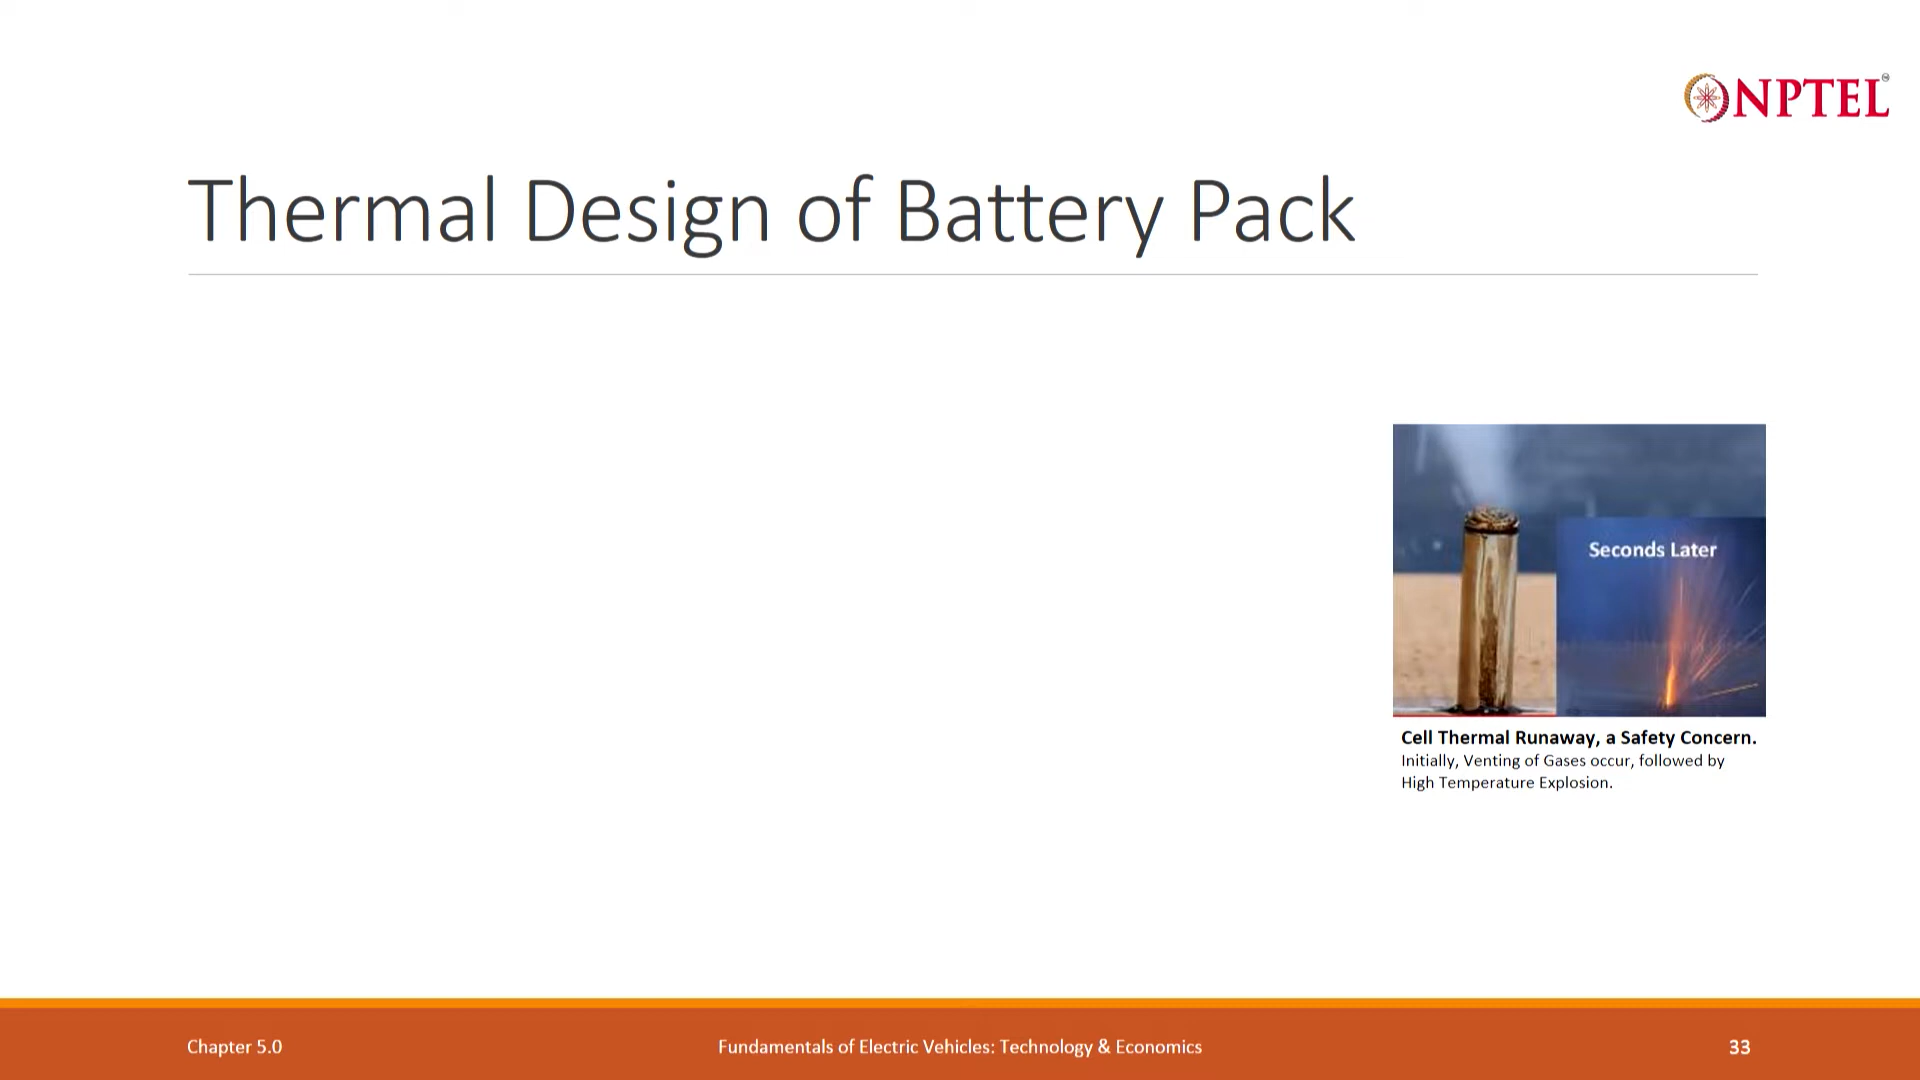 NPTEL
Thermal Design of Battery Pack
Seconds Later
Cell Thermal Runaway, a Safety Concern.
Initially, Venting of Gases occur, followed by
High Temperature Explosion.
Chapter 5.0
Fundamentals of Electric Vehicles: Technology & Economics
33